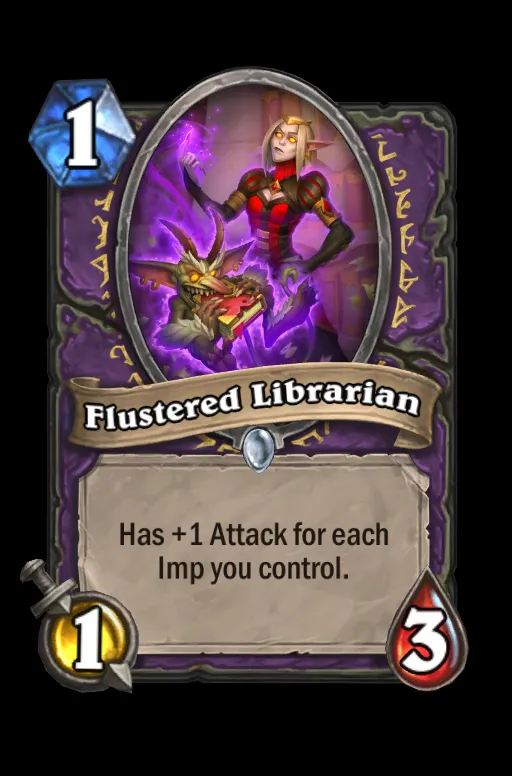 1
Flustered Librarian
Has +1 Attack for each
Imp you control.
1
3